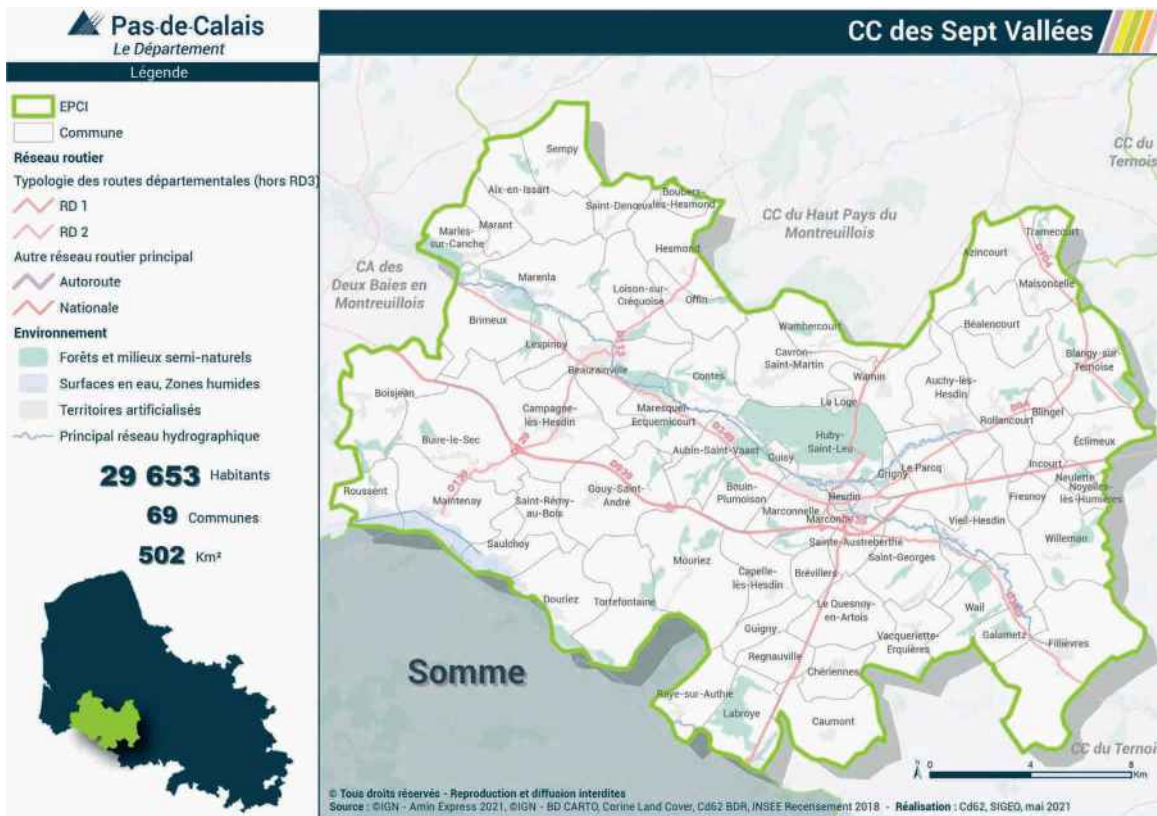 Pas-de-Calais
Le Département
CC des Sept Vallées
Légende
EPCI
Commune
Réseau routier
Typologie des routes départementales (hors RD3)
RD 1
RD 2
Autre réseau routier principal
Autoroute
Nationale
Environnement
Forêts et milieux semi-naturels
Surfaces en eau, Zones humides
Territoires artificialisés
Principal réseau hydrographique
29 653 Habitants
69 Communes
502 Km²
CC du Ternois
CC du Haut Pays du Montreuillois
CA des Deux Baies en Montreuillois
Somme
CC du Ternois
Sempy
Aix-en-Issart
Saint-Denœux
Boubers-lès-Hesmond
Marant
Marles-sur-Canche
Hesmond
Marenla
Loison-sur-Créquoise
Offin
Brimeux
Lespinoy
Beaurainville
Contes
Wambercourt
Cavron-Saint-Martin
Wamin
La Loge
Azincourt
Tramecourt
D104
Maisoncelle
Béalencourt
Blangy-sur-Ternoise
Auchy-lès-Hesdin
Rollancourt
Blingel
D94
Éclimeux
Boisjean
Campagne-lès-Hesdin
Maresquel-Ecquemicourt
Buire-le-Sec
Aubin-Saint-Vaast
Guisy
Huby-Saint-Leu
Grigny
Le Parcq
Incourt
Neulette
Noyelles-lès-Humières
Fresnoy
Roussent
Maintenay
Saint-Rémy-au-Bois
Gouy-Saint-André
Bouin-Plumoison
Hesdin
Marconnelle
Marconne
Vieil-Hesdin
Willeman
Saulchoy
Mouriez
Sainte-Austreberthe
Saint-Georges
Capelle-lès-Hesdin
Brévillers
Douriez
Tortefontaine
Le Quesnoy-en-Artois
Wail
Guigny
Vacqueriette-Erquières
Galametz
Fillièvres
Regnauville
Chériennes
Raye-sur-Authie
Labroye
Caumont
0 4 8
Km
© Tous droits réservés - Reproduction et diffusion interdites
Source : ©IGN - Amin Express 2021, ©IGN - BD CARTO, Corine Land Cover, Cd62 BDR, INSEE Recensement 2018 - Réalisation : Cd62, SIGEO, mai 2021